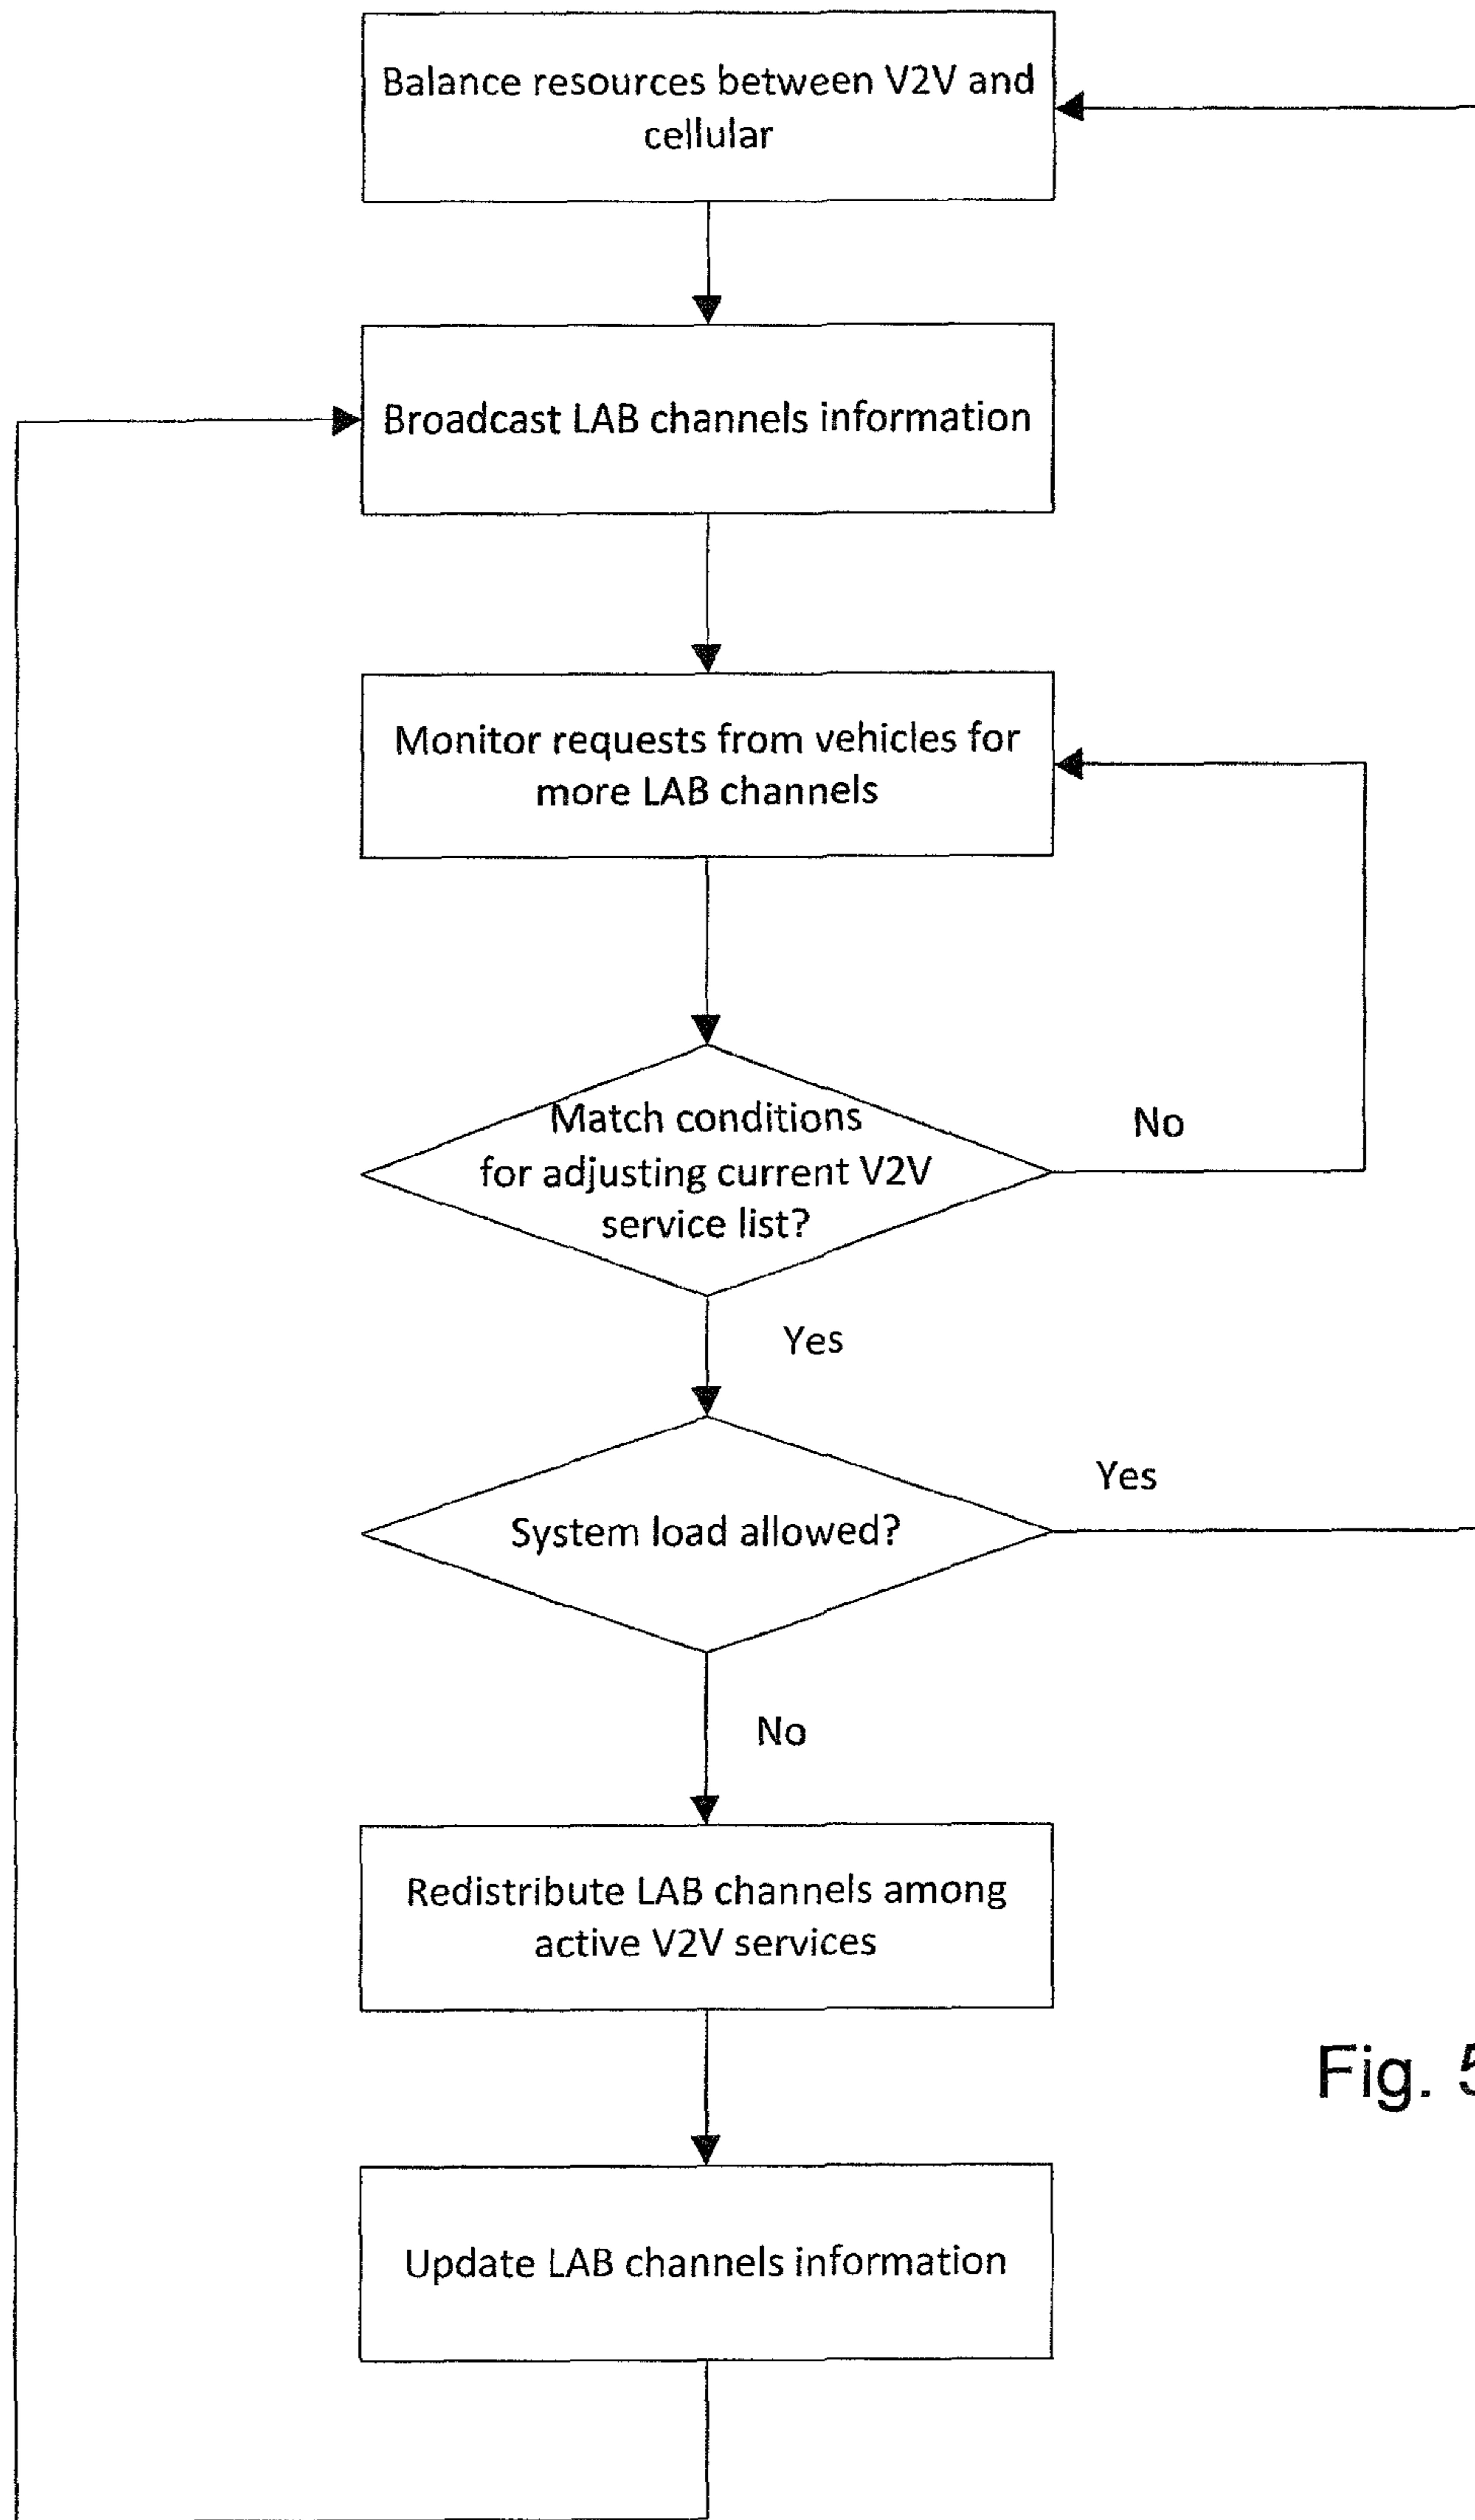 Balance resources between V2V and
cellular
Broadcast LAB channels information
Monitor requests from vehicles for
more LAB channels
Match conditions
for adjusting current V2V
service list?
No
Yes
System load allowed?
Yes
No
Redistribute LAB channels among
active V2V services
Fig. 5
Update LAB channels information